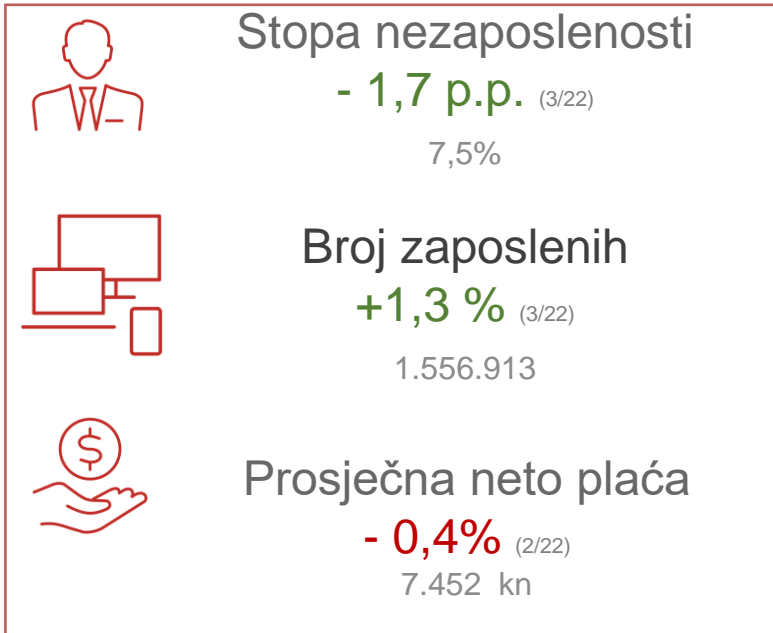 Stopa nezaposlenosti
- 1,7 p.p. (3/22)
7,5%
Broj zaposlenih
+1,3 % (3/22)
1.556.913
$
Prosječna neto plaća
- 0,4% (2/22)
7.452 kn